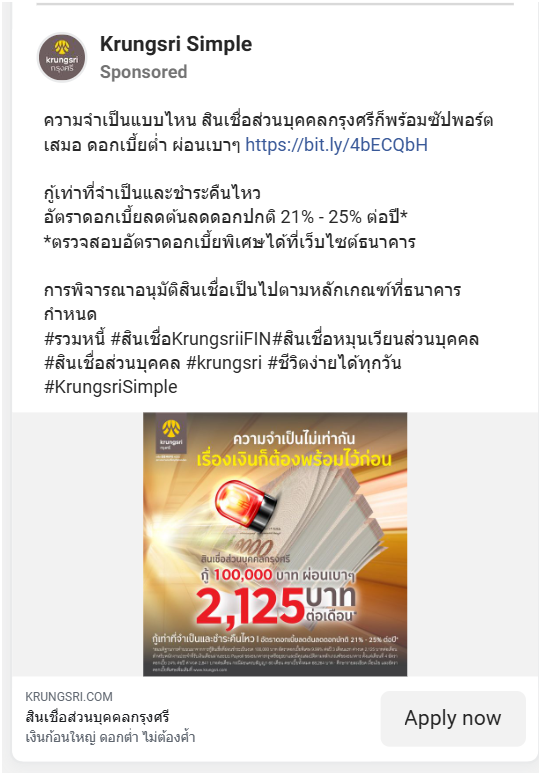 Krungsri Simple
krungsri
กรุงศรี
Sponsored
ความจำเป็นแบบไหน สินเชื่อส่วนบุคคลกรุงศรีก็พร้อมซัปพอร์ต
เสมอ ดอกเบี้ยต่ำ ผ่อนเบาๆ https://bit.ly/4bECQbH
กู้เท่าที่จำเป็นและชำระคืนไหว
อัตราดอกเบี้ยลดต้นลดดอกปกติ 21% - 25% ต่อปี*
*ตรวจสอบอัตราดอกเบี้ยพิเศษได้ที่เว็บไซต์ธนาคาร
การพิจารณาอนุมัติสินเชื่อเป็นไปตามหลักเกณฑ์ที่ธนาคาร
กำหนด
#รวมหนี้ #สินเชื่อKrungsriiFIN#สินเชื่อหมุนเวียนส่วนบุคคล
#สินเชื่อส่วนบุคคล #krungsri #ชีวิตง่ายได้ทุกวัน
#KrungsriSimple
krungsri
กรุงศรี
ความจำเป็นไม่เท่ากัน
เรื่องเงินก็ต้องพร้อมไว้ก่อน
สินเชื่อส่วนบุคคลกรุงศรี
กู้ 100,000 บาท ผ่อนเบาๆ
2,125 บาท
ต่อเดือน*
กู้เท่าที่จำเป็นและชำระคืนไหว | อัตราดอกเบี้ยลดต้นลดดอกปกติ 21% - 25% ต่อปี*
KRUNGSRI.COM
สินเชื่อส่วนบุคคลกรุงศรี
เงินก้อนใหญ่ ดอกต่ำ ไม่ต้องค้ำ
Apply now